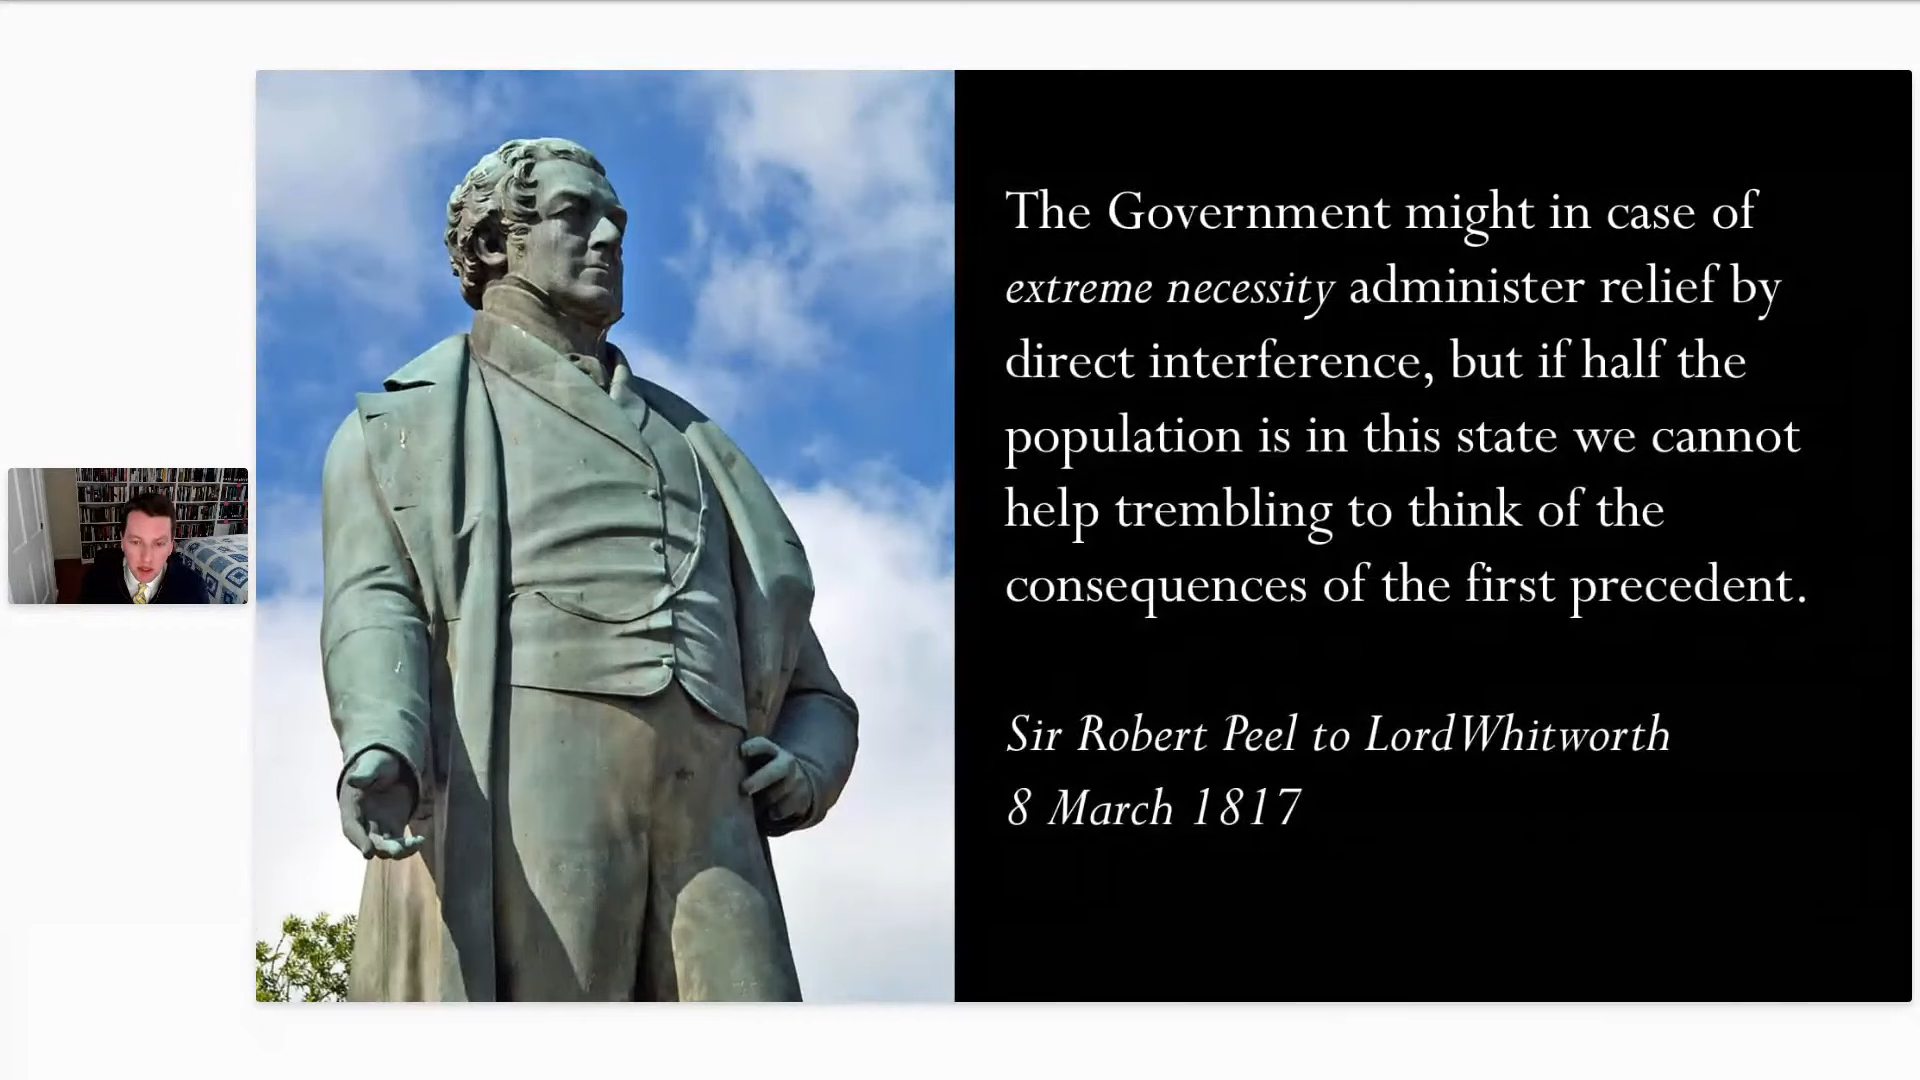 The Government might in case of
extreme necessity administer relief by
direct interference, but if half the
population is in this state we cannot
help trembling to think of the
consequences of the first precedent.
Sir Robert Peel to Lord Whitworth
8 March 1817